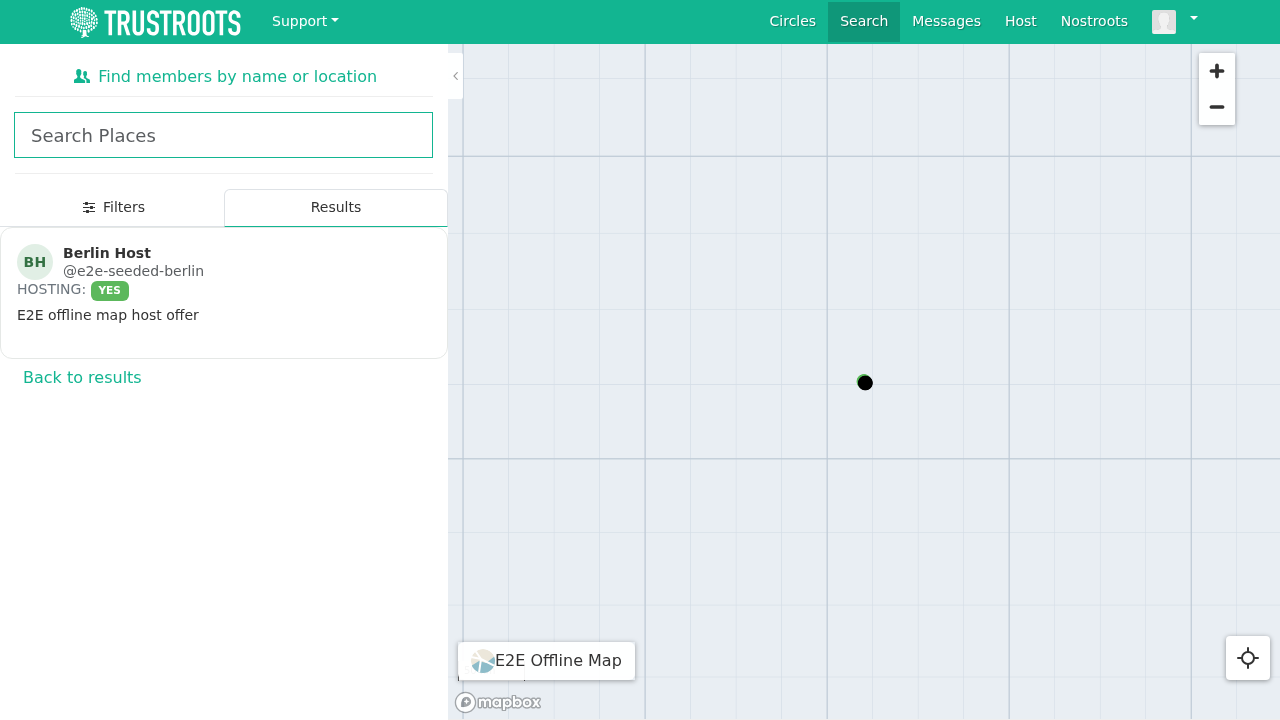 TRUSTROOTS
Support
Circles
Search
Messages
Host
Nostroots
Find members by name or location
Search Places
Filters
Results
BH
Berlin Host
@e2e-seeded-berlin
HOSTING: YES
E2E offline map host offer
Back to results
E2E Offline Map
mapbox